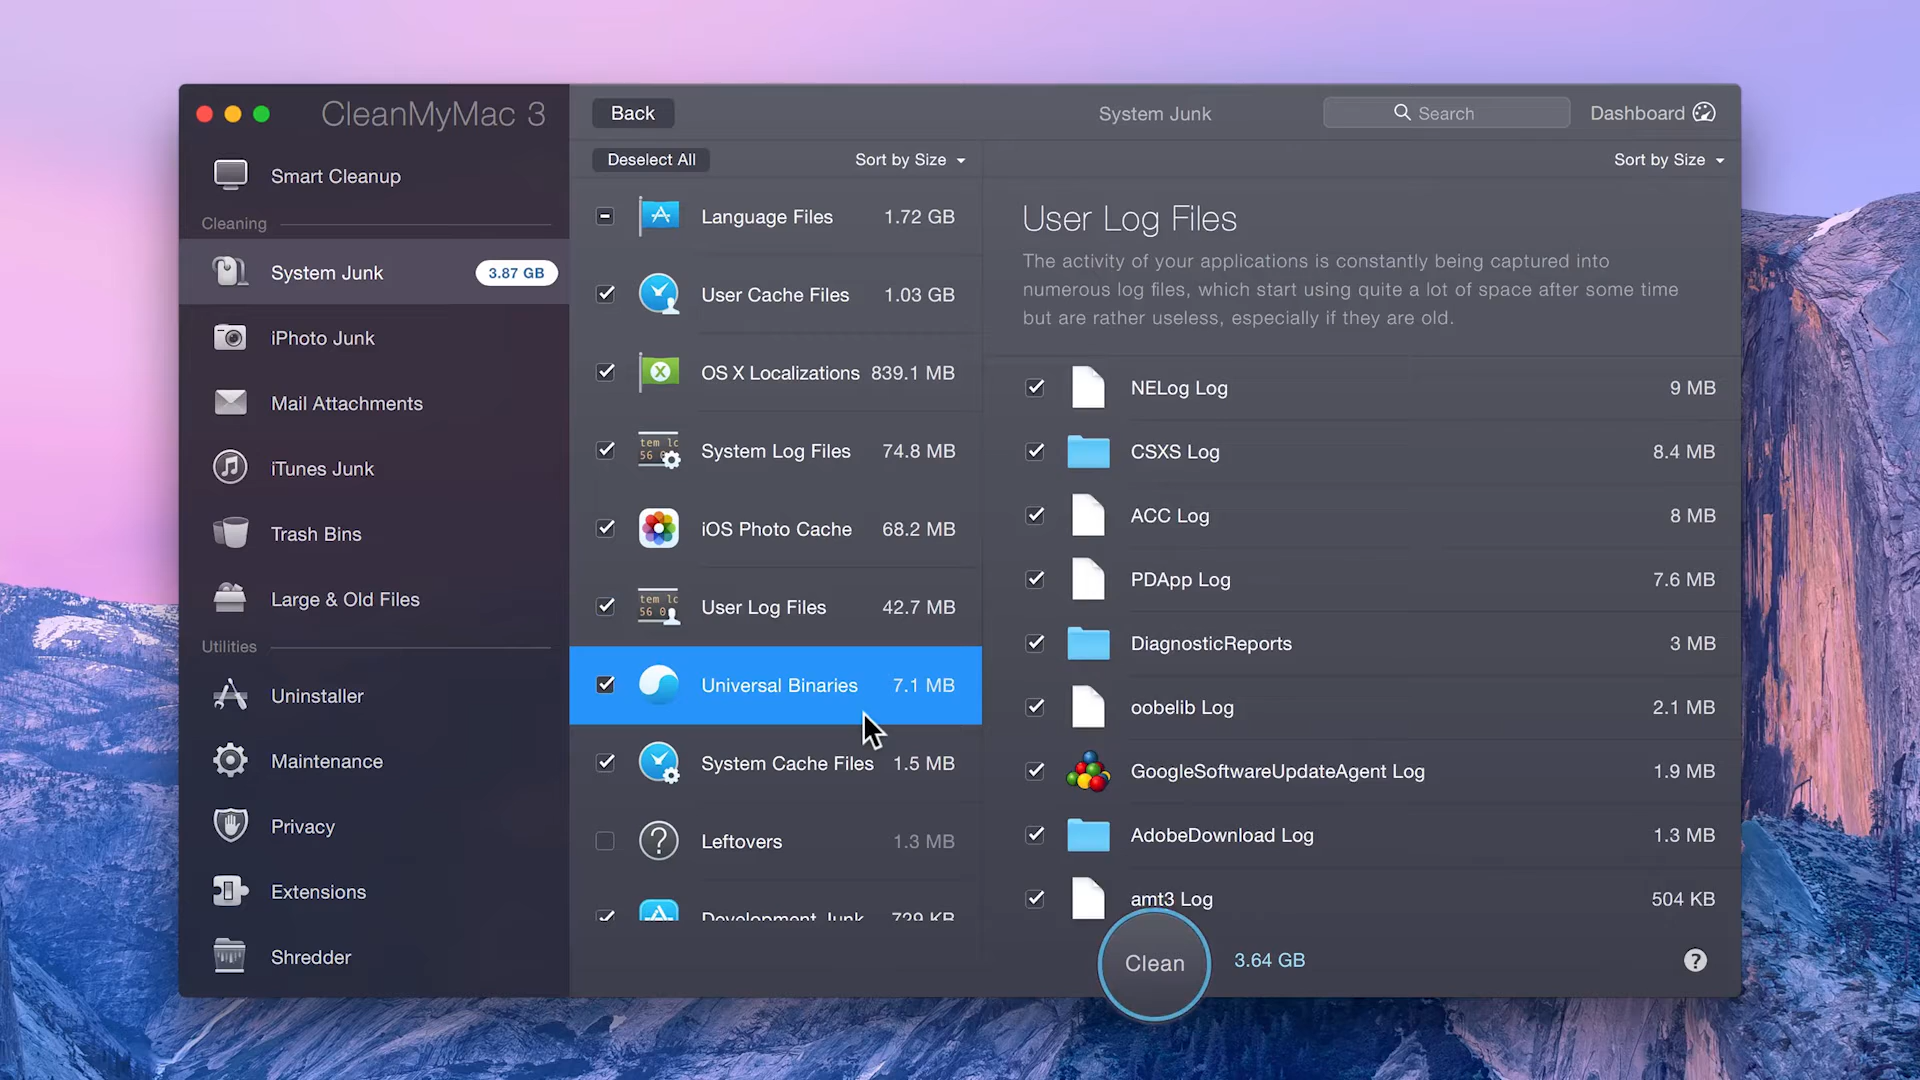 CleanMyMac 3
Smart Cleanup
Cleaning
System Junk 3.87 GB
iPhoto Junk
Mail Attachments
iTunes Junk
Trash Bins
Large & Old Files
Utilities
Uninstaller
Maintenance
Privacy
Extensions
Shredder
Back
System Junk
Search
Dashboard
Deselect All
Sort by Size
Language Files 1.72 GB
User Cache Files 1.03 GB
OS X Localizations 839.1 MB
System Log Files 74.8 MB
iOS Photo Cache 68.2 MB
User Log Files 42.7 MB
Universal Binaries 7.1 MB
System Cache Files 1.5 MB
Leftovers 1.3 MB
Development Junk 729 KB
Sort by Size
User Log Files
The activity of your applications is constantly being captured into
numerous log files, which start using quite a lot of space after some time
but are rather useless, especially if they are old.
NELog Log 9 MB
CSXS Log 8.4 MB
ACC Log 8 MB
PDApp Log 7.6 MB
DiagnosticReports 3 MB
oobelib Log 2.1 MB
GoogleSoftwareUpdateAgent Log 1.9 MB
AdobeDownload Log 1.3 MB
amt3 Log 504 KB
Clean 3.64 GB
?